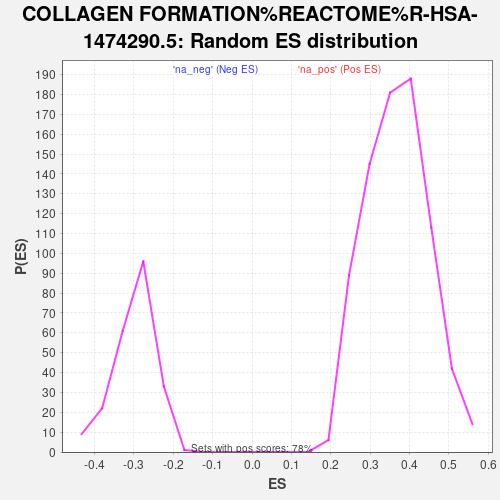 COLLAGEN FORMATION%REACTOME%R-HSA-
1474290.5: Random ES distribution
'na_neg' (Neg ES)
'na_pos' (Pos ES)
190
180
170
160
150
140
130
120
110
100
90
80
70
60
50
40
30
20
10
0
P(ES)
Sets with pos scores: 78%
-0.4 -0.3 -0.2 -0.1 0.0 0.1 0.2 0.3 0.4 0.5 0.6
ES